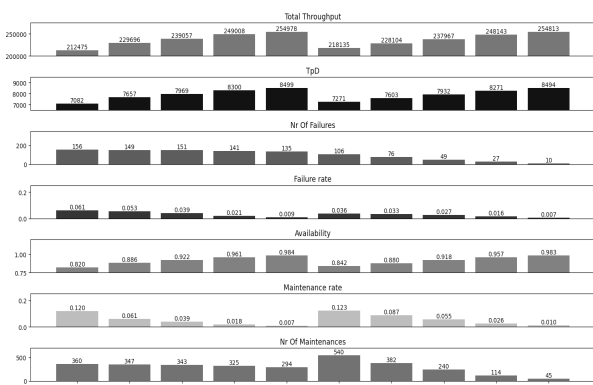 Total Throughput
250000
200000
212475 229696 239057 249008 254978 218135 228104 237967 248143 254813
TpD
9000
8000
7000
7082 7657 7969 8300 8499 7271 7603 7932 8271 8494
Nr Of Failures
200
0
156 149 151 141 135 106 76 49 27 10
Failure rate
0.2
0.0
0.061 0.053 0.039 0.021 0.009 0.036 0.033 0.027 0.016 0.007
Availability
1.00
0.75
0.820 0.886 0.922 0.961 0.984 0.842 0.880 0.918 0.957 0.983
Maintenance rate
0.2
0.0
0.120 0.061 0.039 0.018 0.007 0.123 0.087 0.055 0.026 0.010
Nr Of Maintenances
500
0
360 347 343 325 294 540 382 240 114 45